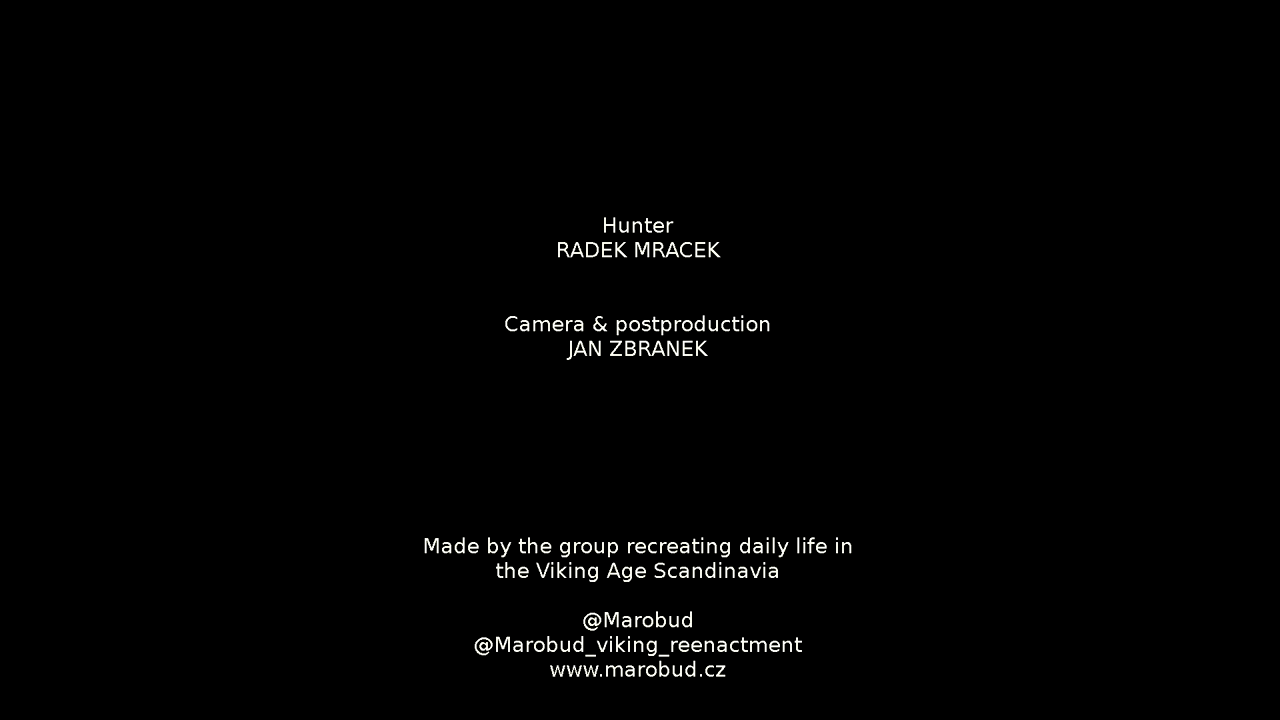 Hunter
RADEK MRACEK
Camera & postproduction
JAN ZBRANEK
Made by the group recreating daily life in
the Viking Age Scandinavia
@Marobud
@Marobud_viking_reenactment
www.marobud.cz